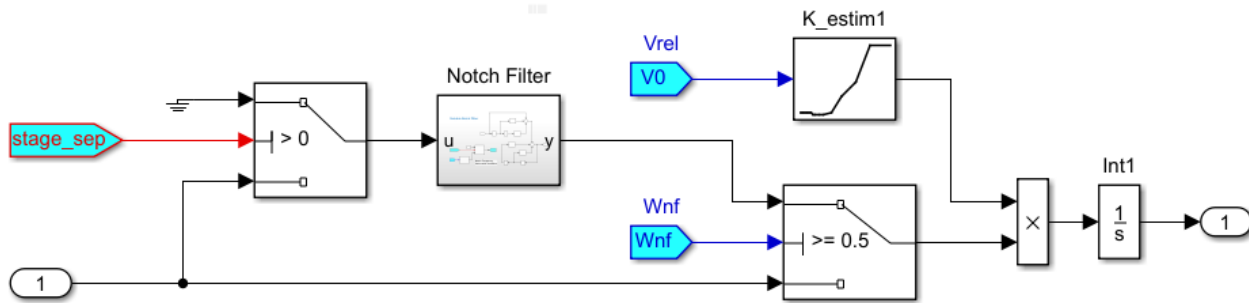 K_estim1
Vrel
V0
Notch Filter
stage_sep
> 0
u
y
Int1
Wnf
Wnf
>= 0.5
×
1
s
1
1